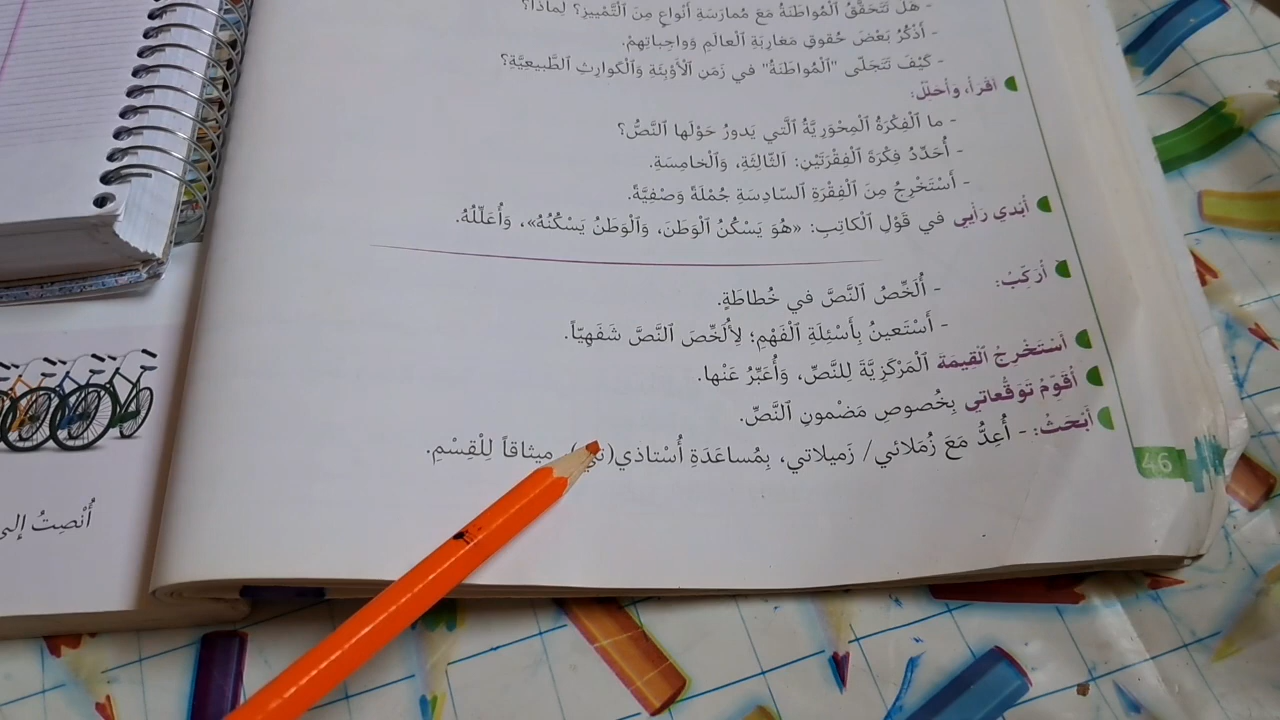 - هَلْ تَتَحَقَّقُ ٱلْمُواطَنَةُ مَعَ مُمارَسَةِ أَنْواعٍ مِنَ ٱلتَّمْييزِ؟ لِماذا؟
- أَذْكُرُ بَعْضَ حُقوقِ مَغارِبَةِ ٱلْعالَمِ وَواجِباتِهِمْ.
- كَيْفَ تَتَجَلّى "ٱلْمُواطَنَةُ" في زَمَنِ ٱلْأَوْبِئَةِ وَٱلْكَوارِثِ ٱلطَّبيعِيَّةِ؟
أَقْرَأُ، وَأُحَلِّلُ:
- ما ٱلْفِكْرَةُ ٱلْمِحْوَرِيَّةُ ٱلَّتي يَدورُ حَوْلَها ٱلنَّصُّ؟
- أُحَدِّدُ فِكْرَةَ ٱلْفِقْرَتَيْنِ: اَلثّالِثَةِ، وَٱلْخامِسَةِ.
- أَسْتَخْرِجُ مِنَ ٱلْفِقْرَةِ ٱلسّادِسَةِ جُمْلَةً وَصْفِيَّةً.
أُبْدي رَأْيِي في قَوْلِ ٱلْكاتِبِ: «هُوَ يَسْكُنُ ٱلْوَطَنَ، وَٱلْوَطَنُ يَسْكُنُهُ»، وَأُعَلِّلُهُ.
أُرَكِّبُ: - أُلَخِّصُ ٱلنَّصَّ في خُطاطَةٍ.
- أَسْتَعينُ بِأَسْئِلَةِ ٱلْفَهْمِ؛ لِأُلَخِّصَ ٱلنَّصَّ شَفَهِيّاً.
أَسْتَخْرِجُ ٱلْقيمَةَ ٱلْمَرْكَزِيَّةَ لِلنَّصِّ، وَأُعَبِّرُ عَنْها.
أُقَوِّمُ تَوَقُّعاتي بِخُصوصِ مَضْمونِ ٱلنَّصِّ.
أَبْحَثُ: - أُعِدُّ مَعَ زُمَلائي/ زَميلاتي، بِمُساعَدَةِ أُسْتاذي(تي)، ميثاقاً لِلْقِسْمِ.
46
أُنْصِتُ إلى